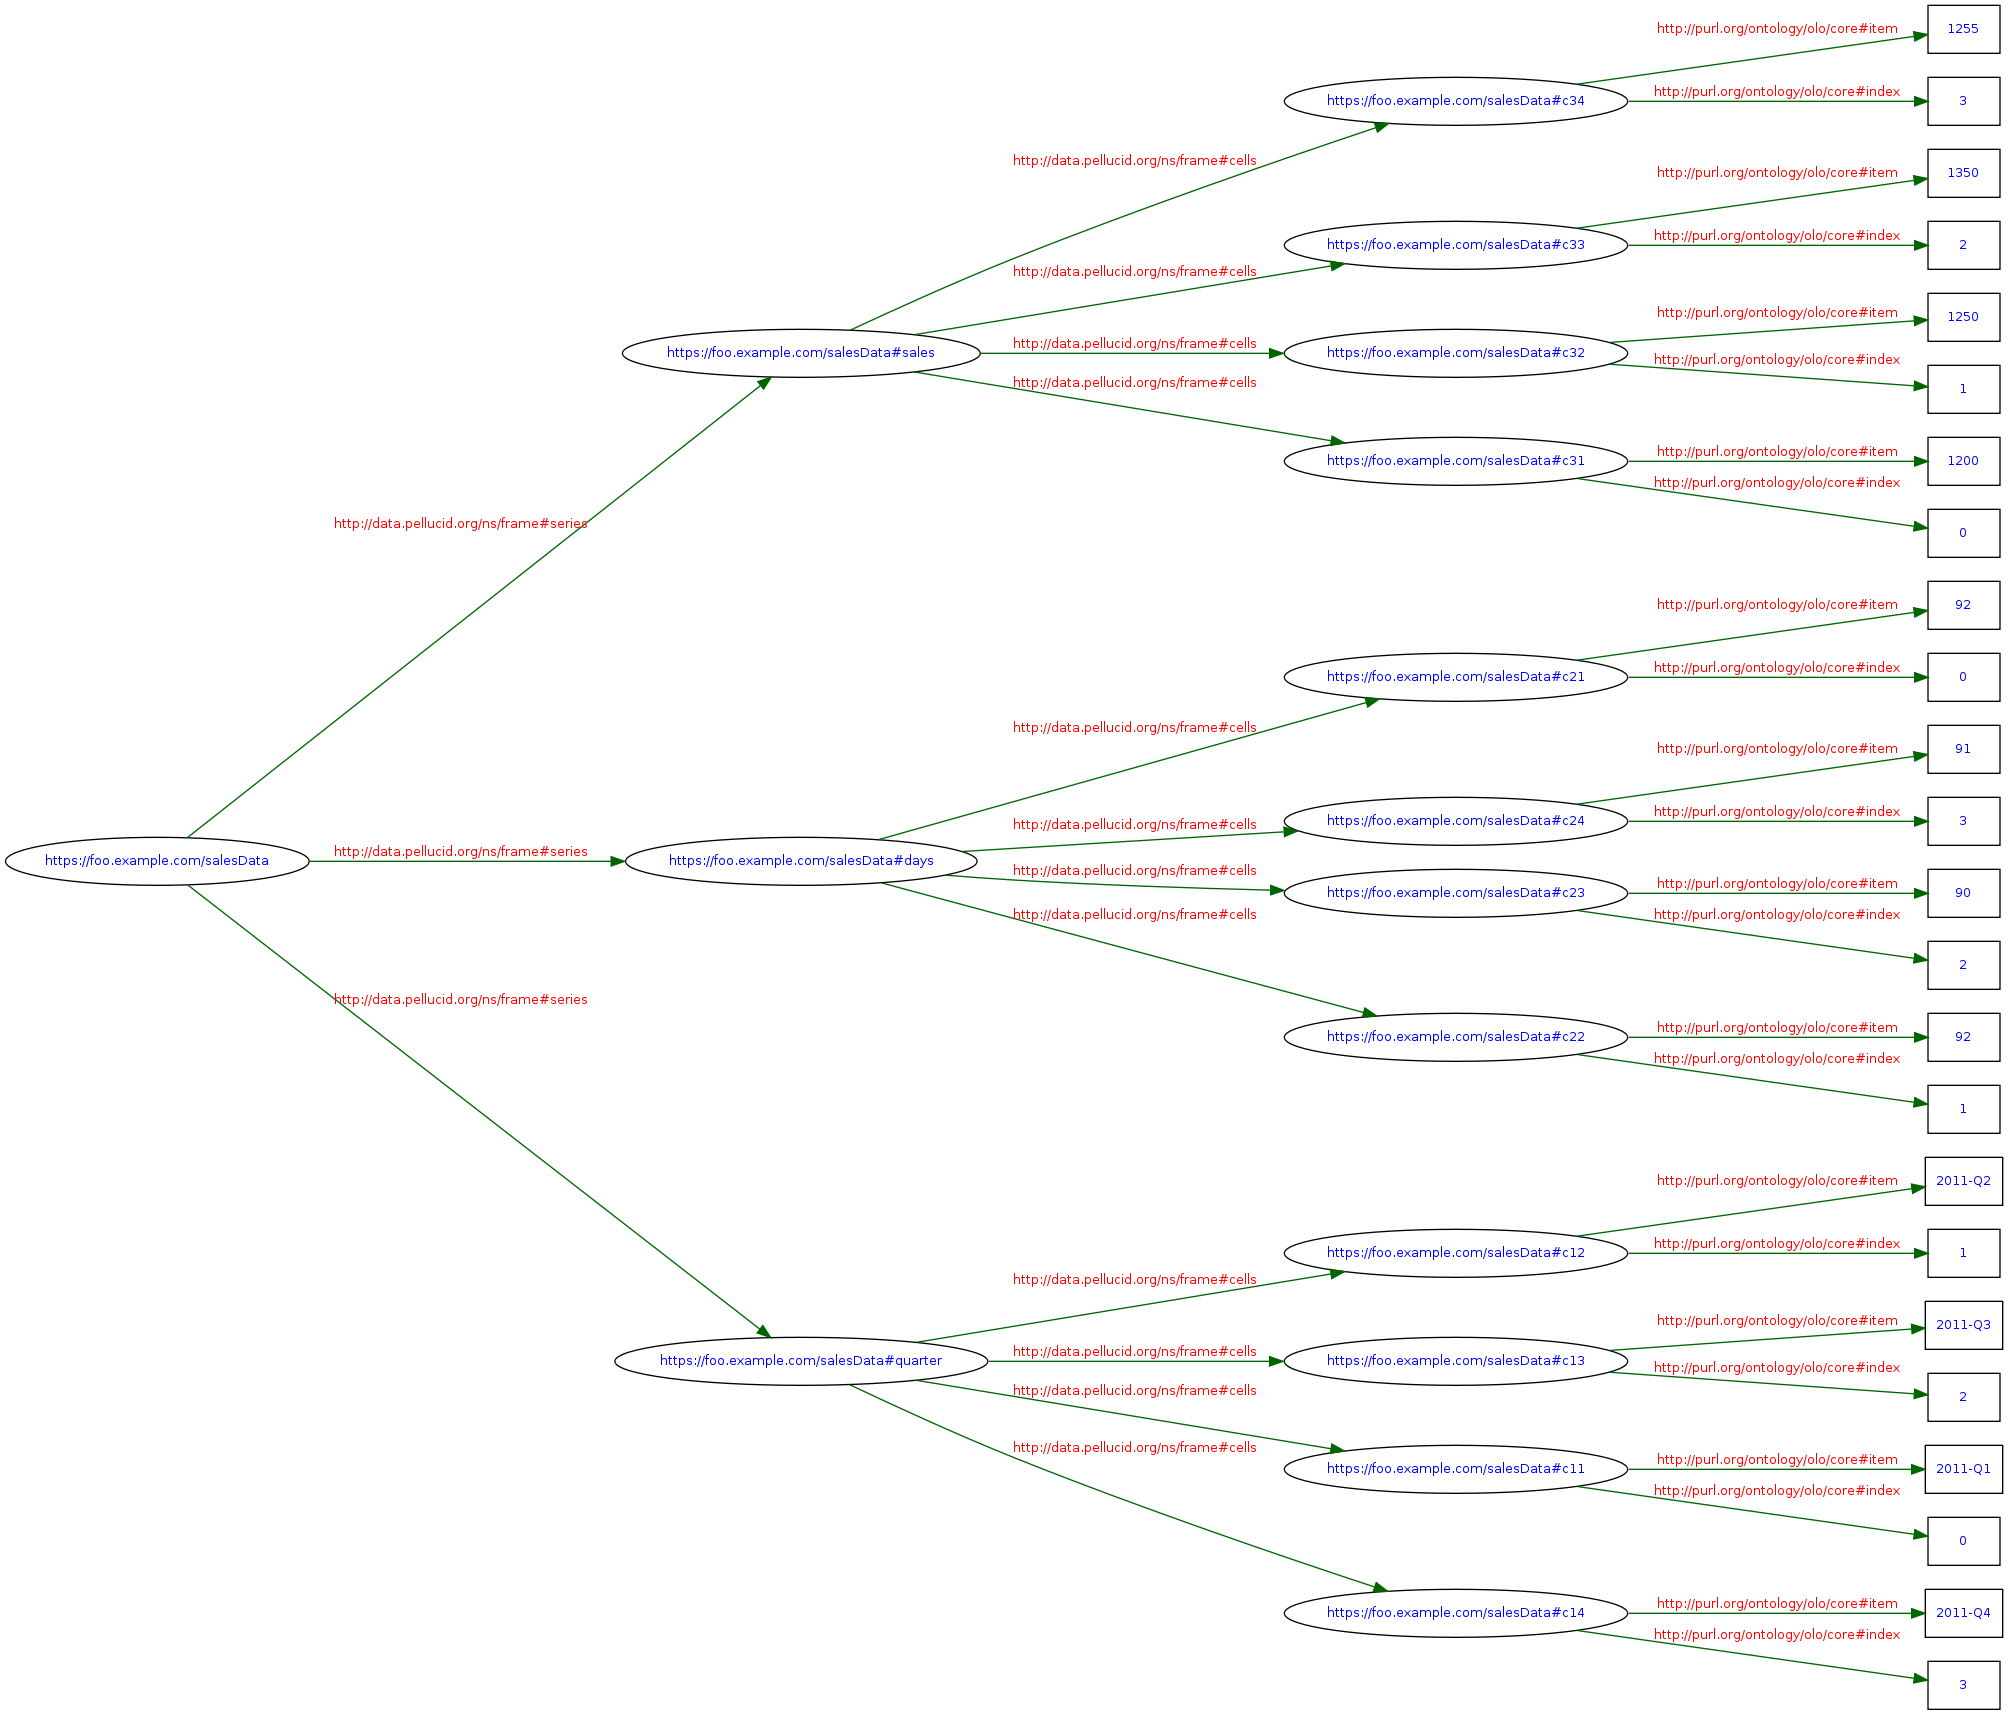 http://purl.org/ontology/olo/core#item
1255
https://foo.example.com/salesData#c34
http://purl.org/ontology/olo/core#index
3
http://data.pellucid.org/ns/frame#cells
http://purl.org/ontology/olo/core#item
1350
https://foo.example.com/salesData#c33
http://purl.org/ontology/olo/core#index
2
http://data.pellucid.org/ns/frame#cells
http://purl.org/ontology/olo/core#item
1250
https://foo.example.com/salesData#sales
http://data.pellucid.org/ns/frame#cells
https://foo.example.com/salesData#c32
http://purl.org/ontology/olo/core#index
1
http://data.pellucid.org/ns/frame#cells
https://foo.example.com/salesData#c31
http://purl.org/ontology/olo/core#item
1200
http://purl.org/ontology/olo/core#index
0
http://data.pellucid.org/ns/frame#series
http://purl.org/ontology/olo/core#item
92
https://foo.example.com/salesData#c21
http://purl.org/ontology/olo/core#index
0
http://data.pellucid.org/ns/frame#cells
http://purl.org/ontology/olo/core#item
91
http://data.pellucid.org/ns/frame#cells
https://foo.example.com/salesData#c24
http://purl.org/ontology/olo/core#index
3
https://foo.example.com/salesData
http://data.pellucid.org/ns/frame#series
https://foo.example.com/salesData#days
http://data.pellucid.org/ns/frame#cells
https://foo.example.com/salesData#c23
http://purl.org/ontology/olo/core#item
90
http://data.pellucid.org/ns/frame#cells
http://purl.org/ontology/olo/core#index
2
http://data.pellucid.org/ns/frame#series
https://foo.example.com/salesData#c22
http://purl.org/ontology/olo/core#item
92
http://purl.org/ontology/olo/core#index
1
http://purl.org/ontology/olo/core#item
2011-Q2
https://foo.example.com/salesData#c12
http://purl.org/ontology/olo/core#index
1
http://data.pellucid.org/ns/frame#cells
http://purl.org/ontology/olo/core#item
2011-Q3
https://foo.example.com/salesData#quarter
http://data.pellucid.org/ns/frame#cells
https://foo.example.com/salesData#c13
http://purl.org/ontology/olo/core#index
2
http://data.pellucid.org/ns/frame#cells
http://data.pellucid.org/ns/frame#cells
https://foo.example.com/salesData#c11
http://purl.org/ontology/olo/core#item
2011-Q1
http://purl.org/ontology/olo/core#index
0
https://foo.example.com/salesData#c14
http://purl.org/ontology/olo/core#item
2011-Q4
http://purl.org/ontology/olo/core#index
3